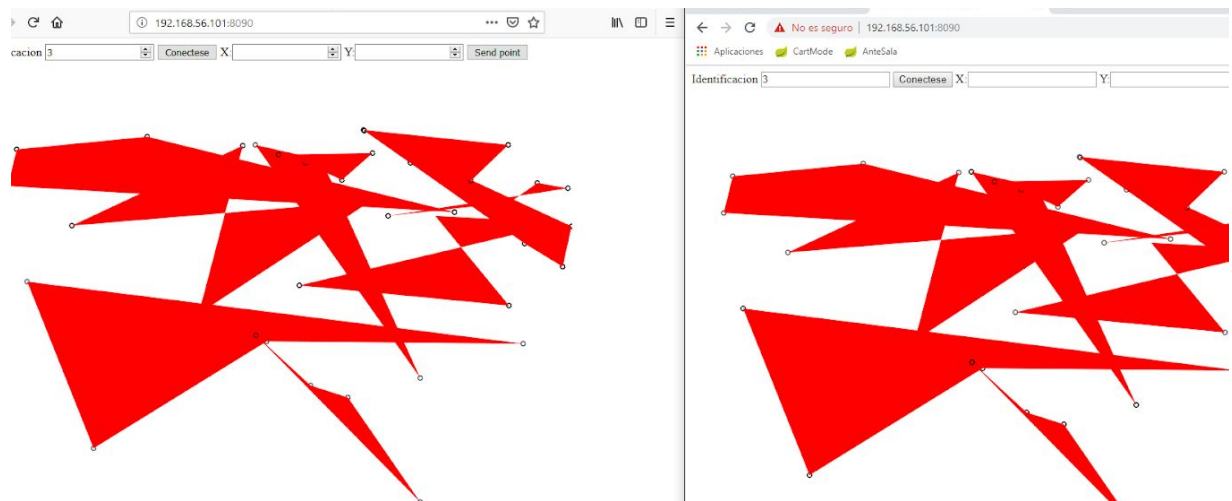 192.168.56.101:8090
cacion 3 Conectese X: Y: Send point
No es seguro | 192.168.56.101:8090
Aplicaciones CartMode AnteSala
Identificacion 3 Conectese X: Y: